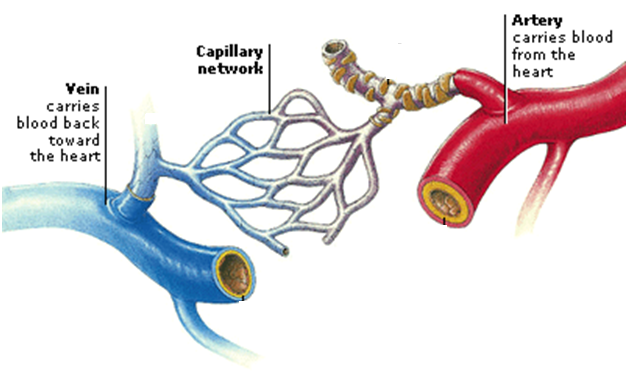 Vein
carries
blood back
toward
the heart
Capillary
network
Artery
carries blood
from the
heart